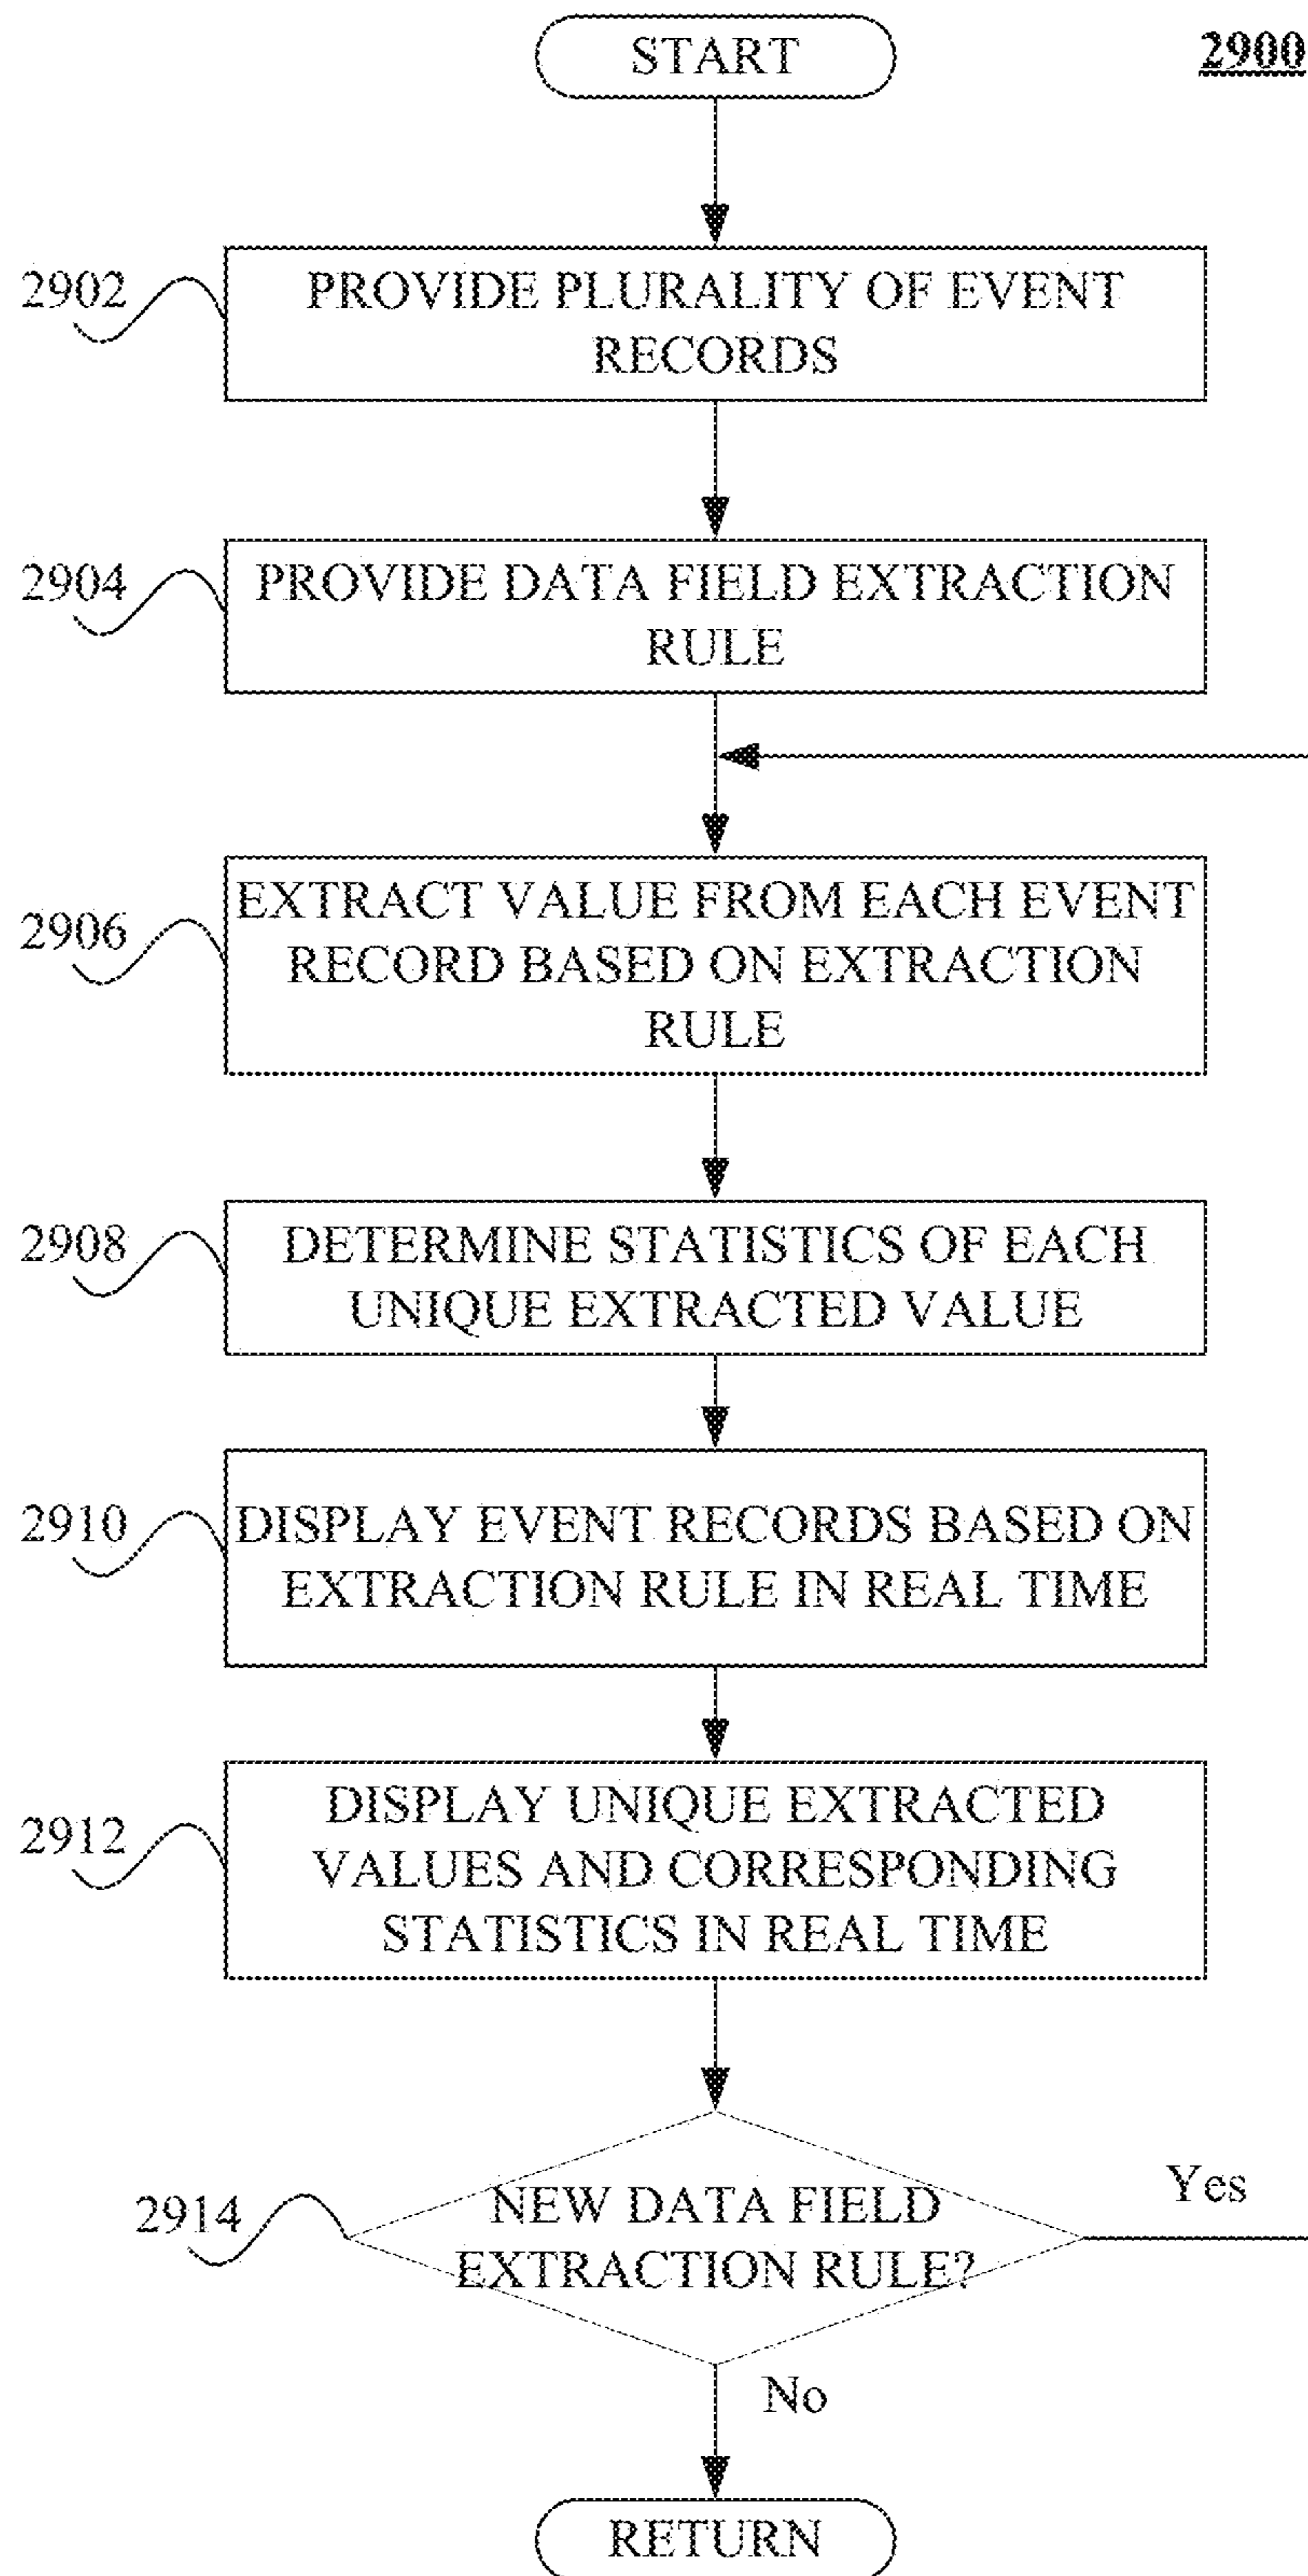 START
2900
2902
PROVIDE PLURALITY OF EVENT
RECORDS
2904
PROVIDE DATA FIELD EXTRACTION
RULE
2906
EXTRACT VALUE FROM EACH EVENT
RECORD BASED ON EXTRACTION
RULE
2908
DETERMINE STATISTICS OF EACH
UNIQUE EXTRACTED VALUE
2910
DISPLAY EVENT RECORDS BASED ON
EXTRACTION RULE IN REAL TIME
2912
DISPLAY UNIQUE EXTRACTED
VALUES AND CORRESPONDING
STATISTICS IN REAL TIME
2914
NEW DATA FIELD
EXTRACTION RULE?
Yes
No
RETURN